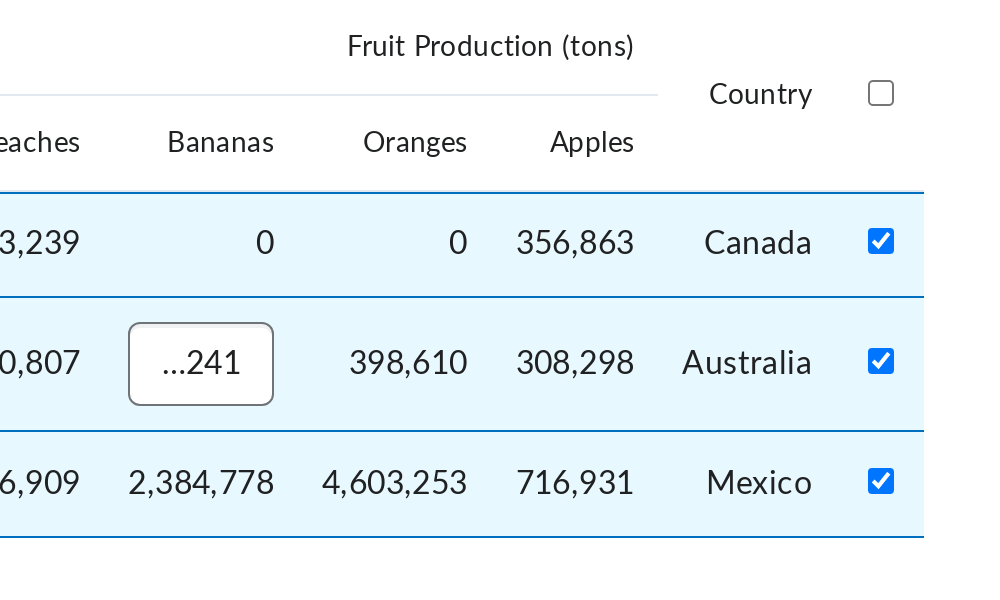 Fruit Production (tons)
Country
eaches Bananas Oranges Apples
3,239 0 0 356,863 Canada
0,807 ...241 398,610 308,298 Australia
6,909 2,384,778 4,603,253 716,931 Mexico